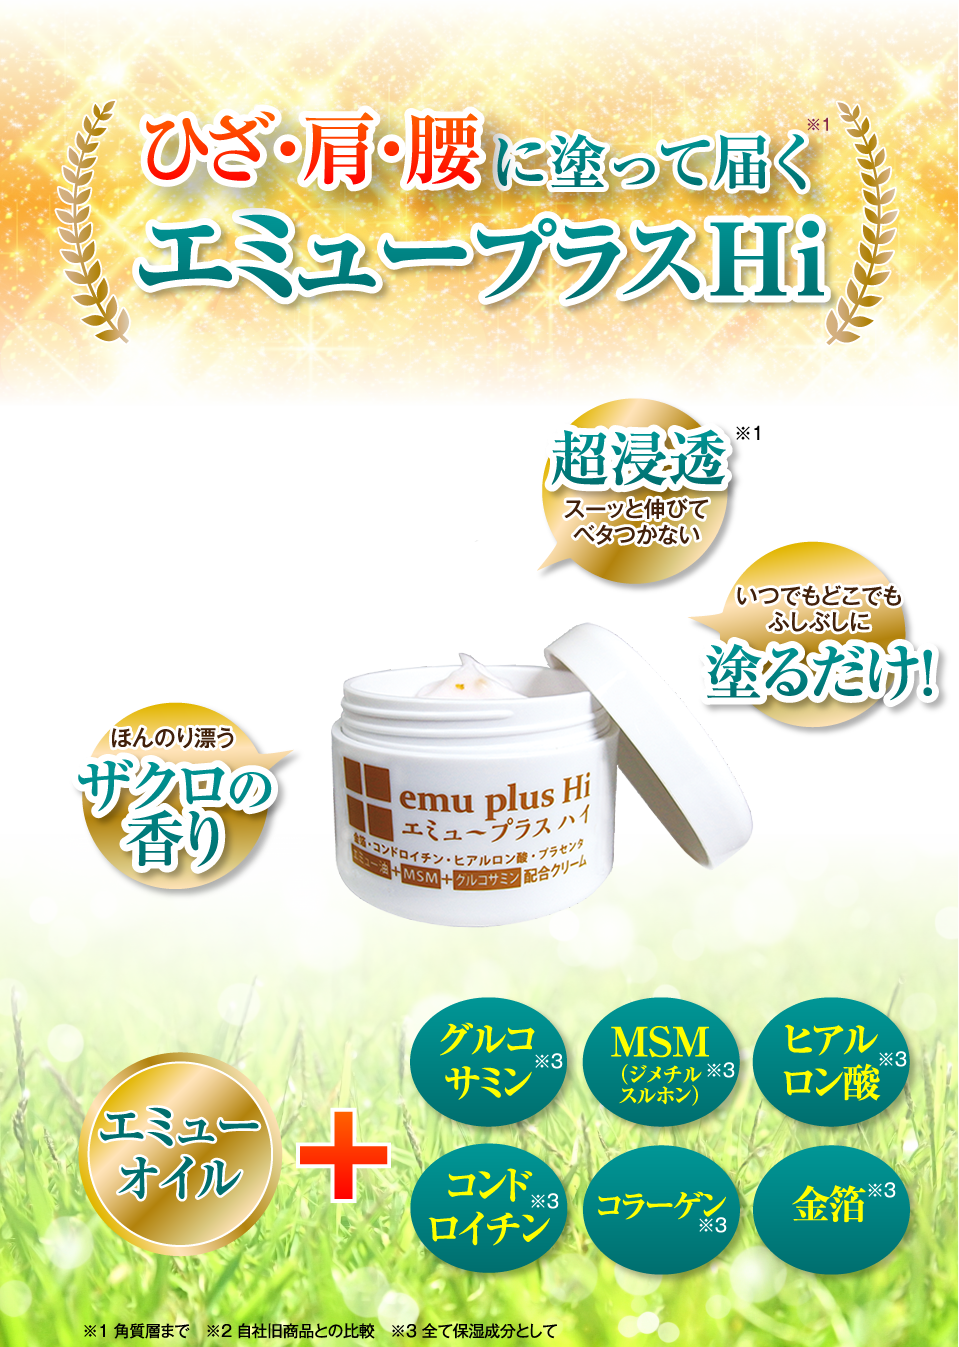 ひざ・肩・腰に塗って届く※1
エミュープラスHi
超浸透※1
スーッと伸びて
ベタつかない
いつでもどこでも
ふしぶしに
塗るだけ!
ほんのり漂う
ザクロの
香り
emu plus Hi
エミュープラス ハイ
金箔・コンドロイチン・ヒアルロン酸・プラセンタ
エミュー油+MSM+グルコサミン 配合クリーム
グルコ
サミン※3
MSM
(ジメチル
スルホン)※3
ヒアル
ロン酸※3
エミュー
オイル
+
コンド
ロイチン※3
コラーゲン
※3
金箔※3
※1 角質層まで ※2 自社旧商品との比較 ※3 全て保湿成分として